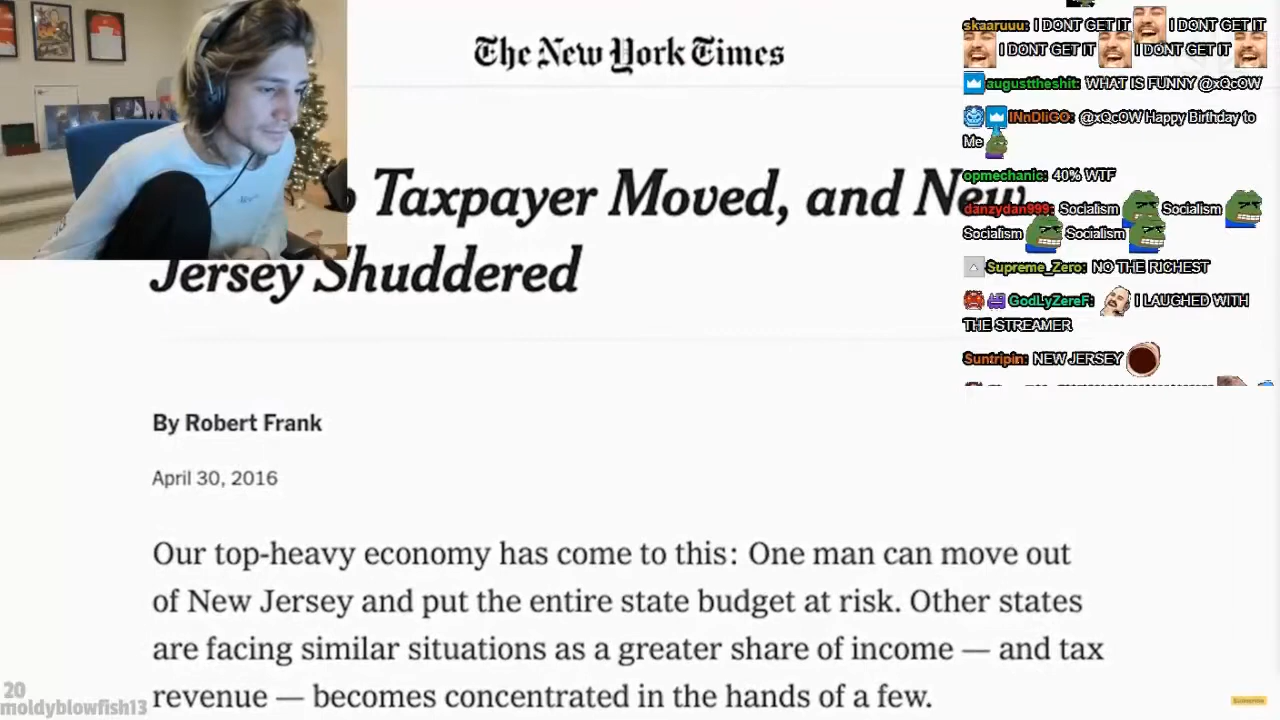 The New York Times
Taxpayer Moved, and New
Jersey Shuddered
By Robert Frank
April 30, 2016
Our top-heavy economy has come to this: One man can move out
of New Jersey and put the entire state budget at risk. Other states
are facing similar situations as a greater share of income — and tax
revenue — becomes concentrated in the hands of a few.
skaaruuu: I DONT GET IT I DONT GET IT
I DONT GET IT I DONT GET IT
augusttheshit: WHAT IS FUNNY @xQcOW
INnDIiGO: @xQcOW Happy Birthday to
Me
opmechanic: 40% WTF
danzydan999: Socialism Socialism
Socialism Socialism
Supreme_Zero: NO THE RICHEST
GodLyZereF: I LAUGHED WITH
THE STREAMER
Suntripin: NEW JERSEY
20
moldyblowfish13